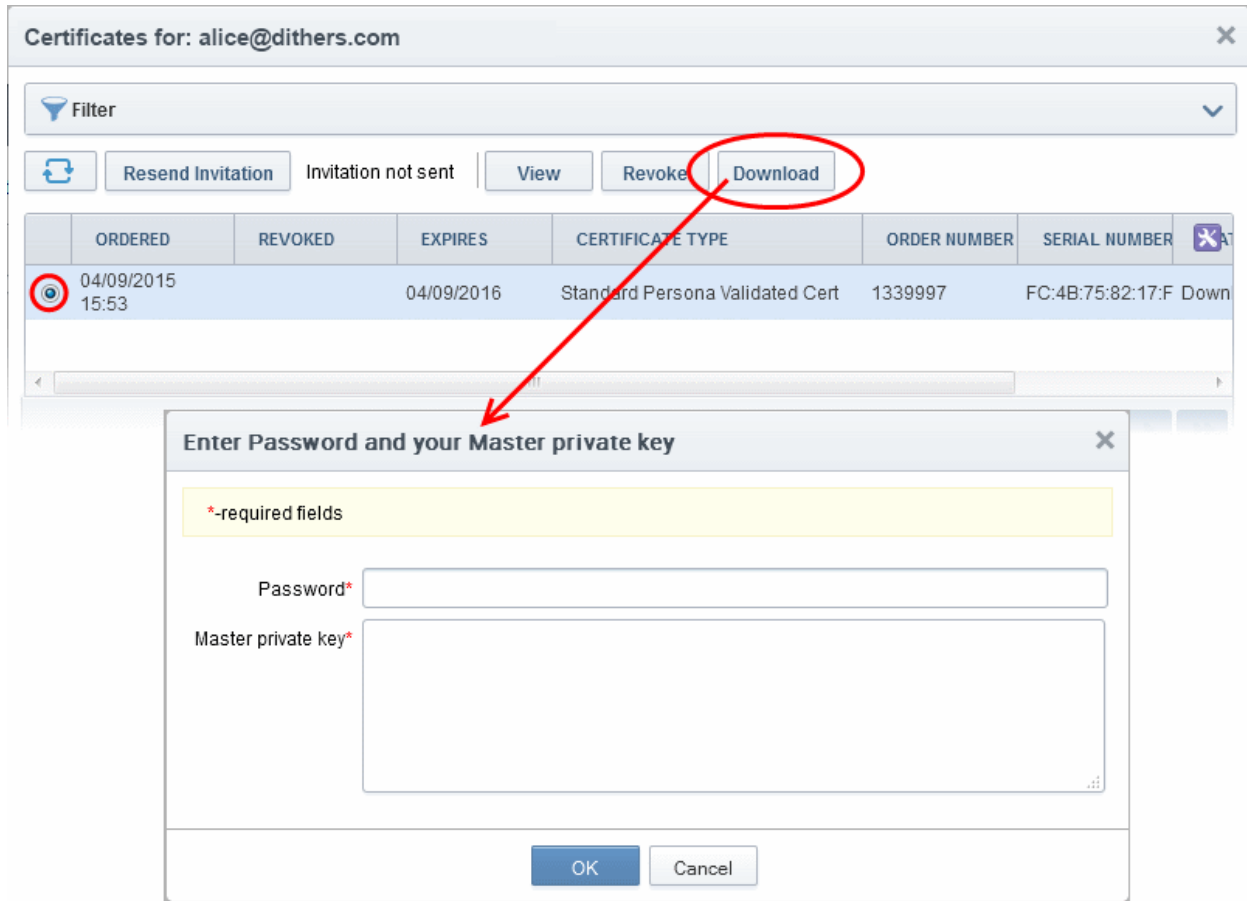 Certificates for: alice@dithers.com
Filter
Resend Invitation Invitation not sent View Revoke Download
ORDERED REVOKED EXPIRES CERTIFICATE TYPE ORDER NUMBER SERIAL NUMBER
04/09/2015
15:53 04/09/2016 Standard Persona Validated Cert 1339997 FC:4B:75:82:17:F Downl
Enter Password and your Master private key
*-required fields
Password*
Master private key*
OK Cancel